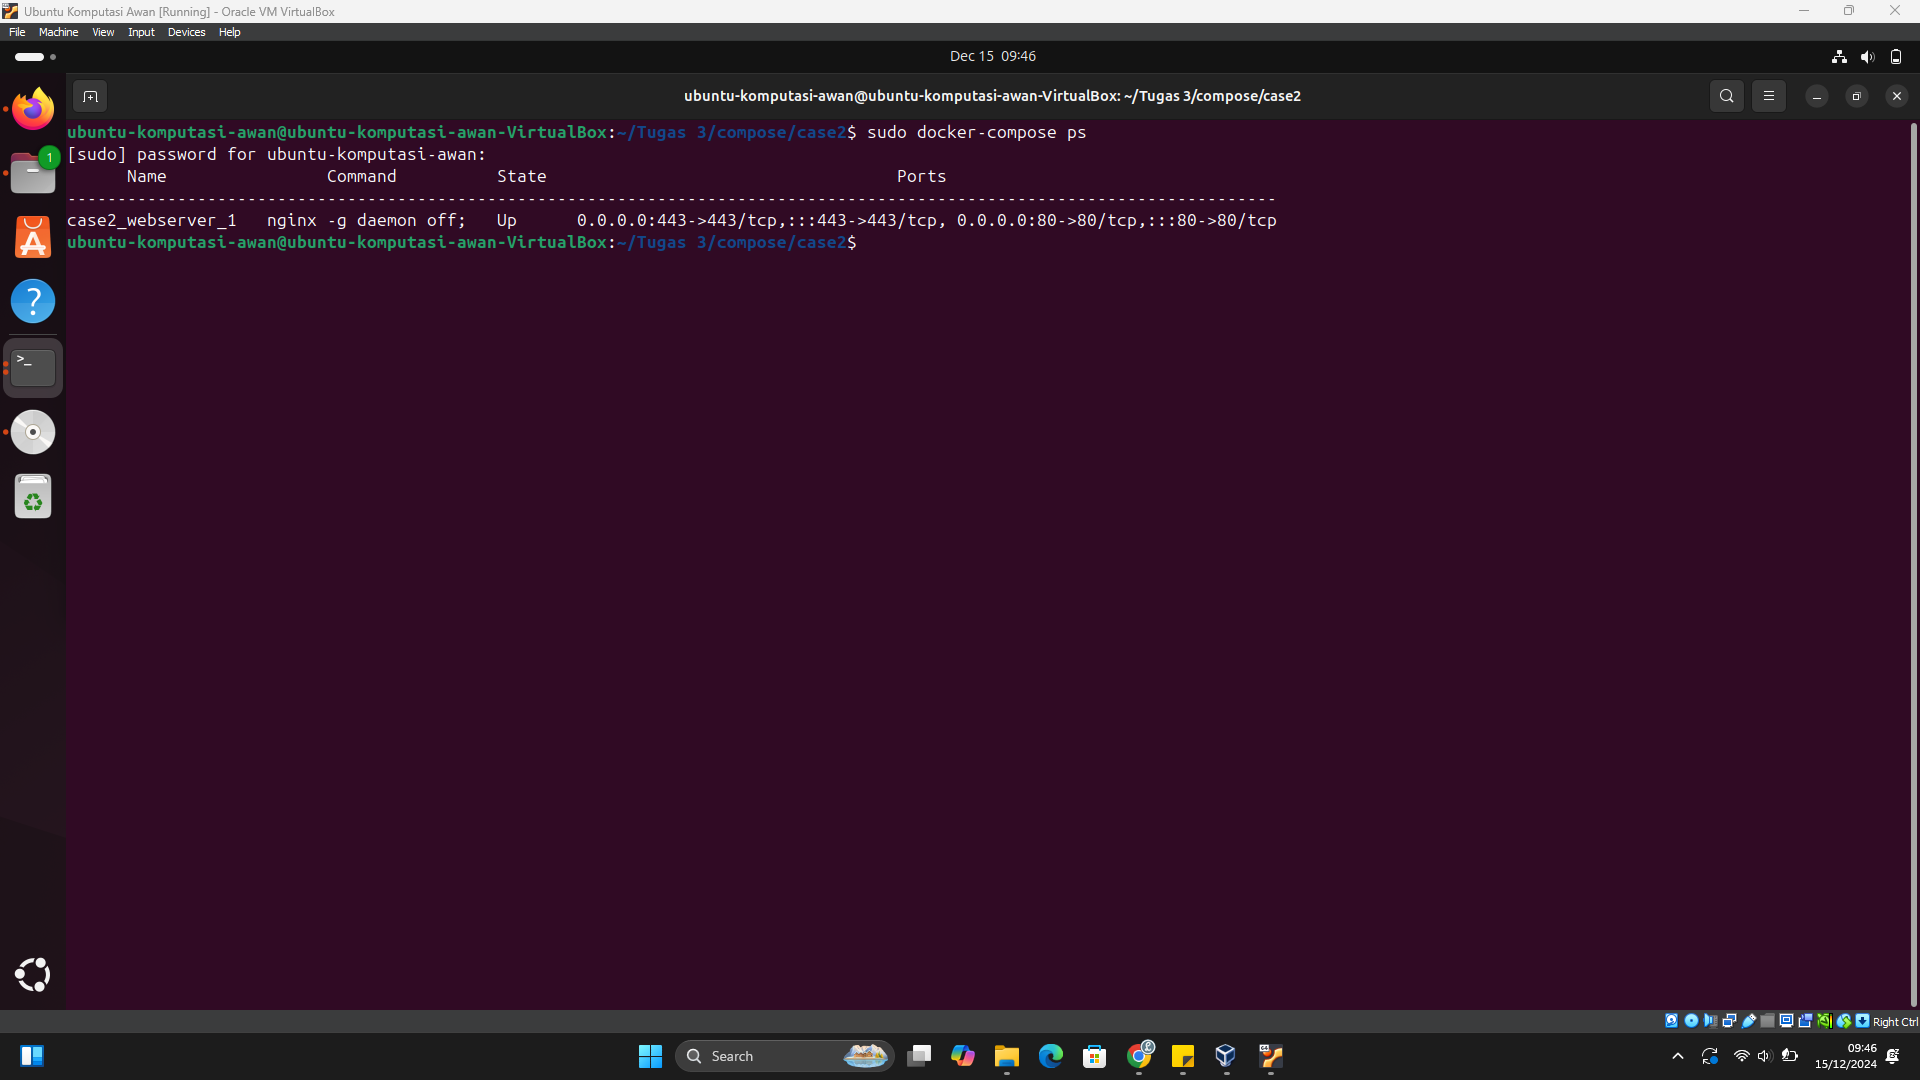 Ubuntu Komputasi Awan [Running] - Oracle VM VirtualBox
File Machine View Input Devices Help
Dec 15 09:46
ubuntu-komputasi-awan@ubuntu-komputasi-awan-VirtualBox: ~/Tugas 3/compose/case2
1
ubuntu-komputasi-awan@ubuntu-komputasi-awan-VirtualBox:~/Tugas 3/compose/case2$ sudo docker-compose ps
[sudo] password for ubuntu-komputasi-awan:
Name Command State Ports
-------------------------------------------------------------------------------------------------------------------------
case2_webserver_1 nginx -g daemon off; Up 0.0.0.0:443->443/tcp,:::443->443/tcp, 0.0.0.0:80->80/tcp,:::80->80/tcp
ubuntu-komputasi-awan@ubuntu-komputasi-awan-VirtualBox:~/Tugas 3/compose/case2$
Right Ctrl
Search
09:46
15/12/2024